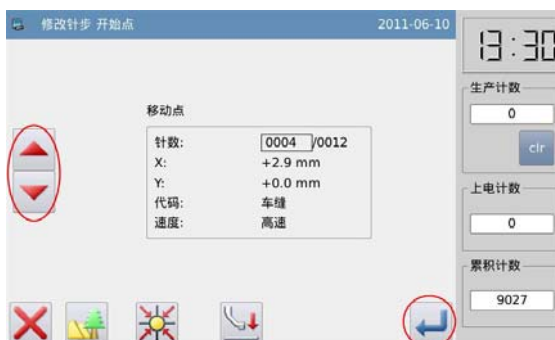 修改针步 开始点 2011-06-10
13:30
生产计数
0
clr
移动点
针数: 0004 /0012
X: +2.9 mm
Y: +0.0 mm
代码: 车缝
速度: 高速
上电计数
0
累积计数
9027